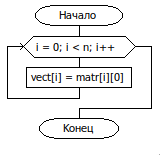 Начало
i = 0; i < n; i++
vect[i] = matr[i][0]
Конец